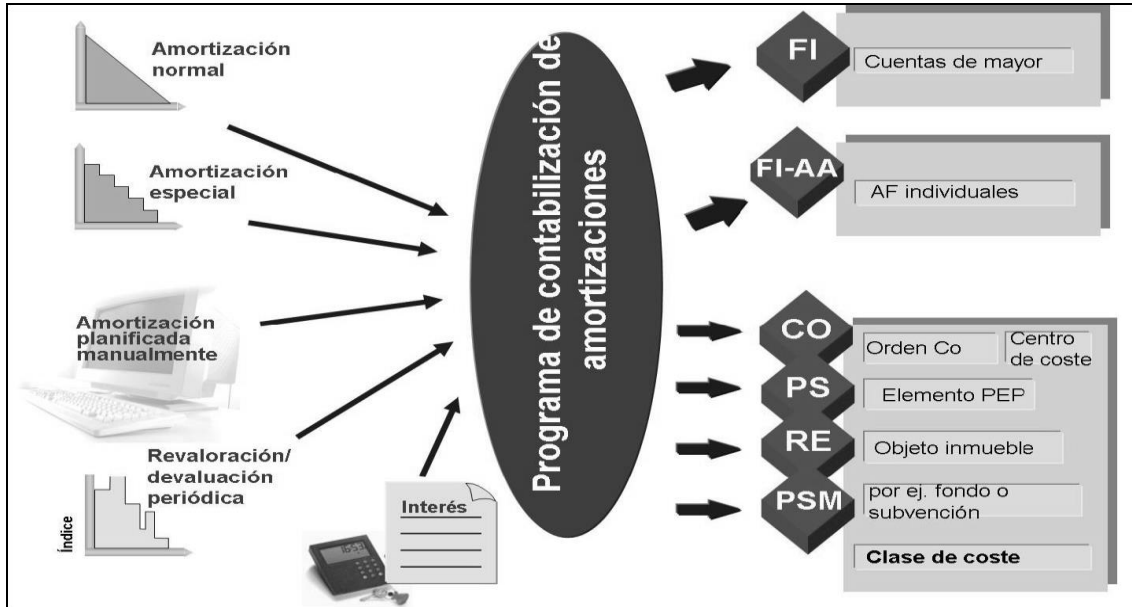 Amortización
normal
Amortización
especial
Amortización
planificada
manualmente
Revaloración/
devaluación
periódica
Índice
Interés
Programa de contabilización de
amortizaciones
FI
Cuentas de mayor
FI-AA
AF individuales
CO
Orden Co
Centro
de coste
PS
Elemento PEP
RE
Objeto inmueble
PSM
por ej. fondo o
subvención
Clase de coste